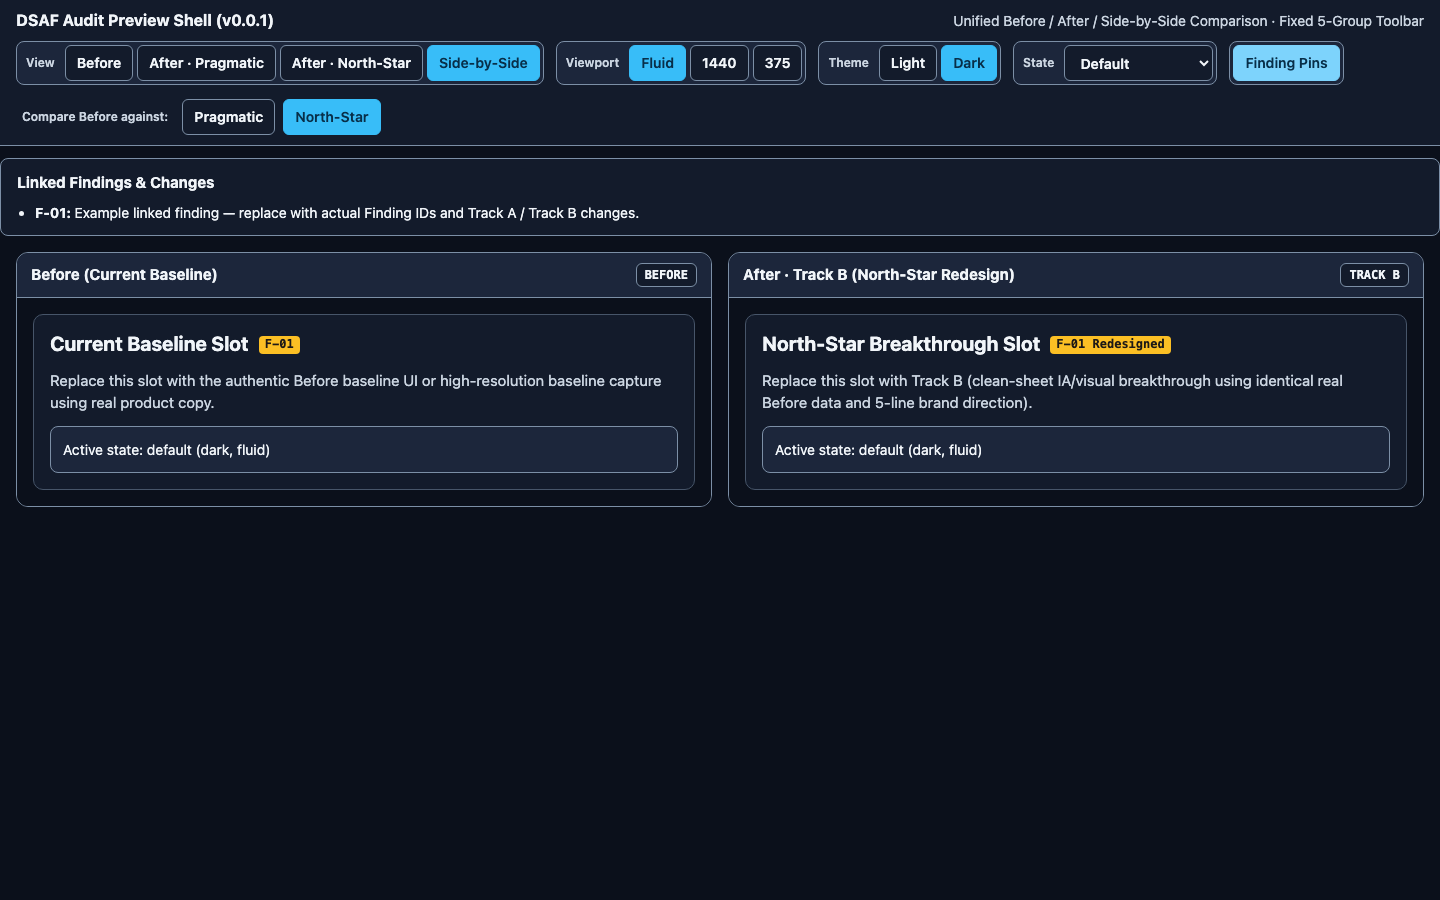 DSAF Audit Preview Shell (v0.0.1)
Unified Before / After / Side-by-Side Comparison · Fixed 5-Group Toolbar
View Before After · Pragmatic After · North-Star Side-by-Side Viewport Fluid 1440 375 Theme Light Dark State Default Finding Pins
Compare Before against: Pragmatic North-Star
Linked Findings & Changes
• F-01: Example linked finding — replace with actual Finding IDs and Track A / Track B changes.
Before (Current Baseline) BEFORE
Current Baseline Slot F-01
Replace this slot with the authentic Before baseline UI or high-resolution baseline capture
using real product copy.
Active state: default (dark, fluid)
After · Track B (North-Star Redesign) TRACK B
North-Star Breakthrough Slot F-01 Redesigned
Replace this slot with Track B (clean-sheet IA/visual breakthrough using identical real
Before data and 5-line brand direction).
Active state: default (dark, fluid)